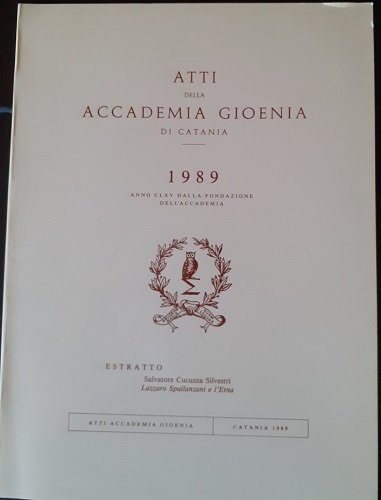 ATTI
DELLA
ACCADEMIA GIOENIA
DI CATANIA
1989
ANNO CLXV DALLA FONDAZIONE
DELL'ACCADEMIA
ESTRATTO
Salvatore Cucuzza Silvestri
Lazzaro Spallanzani e l'Etna
ATTI ACCADEMIA GIOENIA
CATANIA 1989